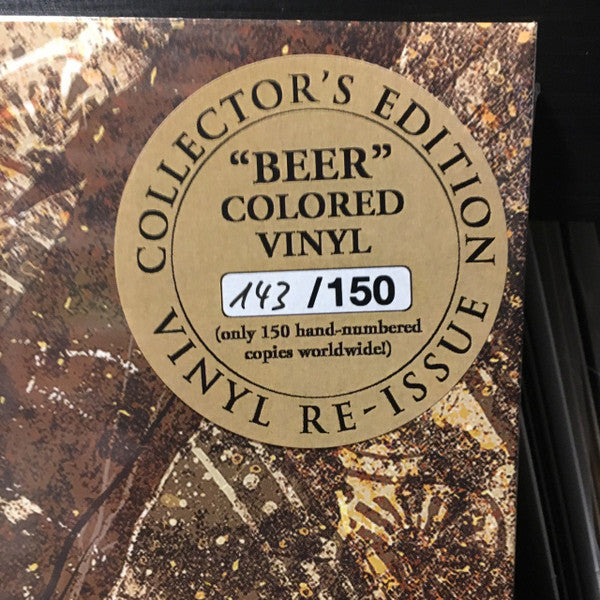 COLLECTOR'S EDITION
"BEER"
COLORED
VINYL
143 /150
(only 150 hand-numbered
copies worldwide!)
VINYL RE-ISSUE